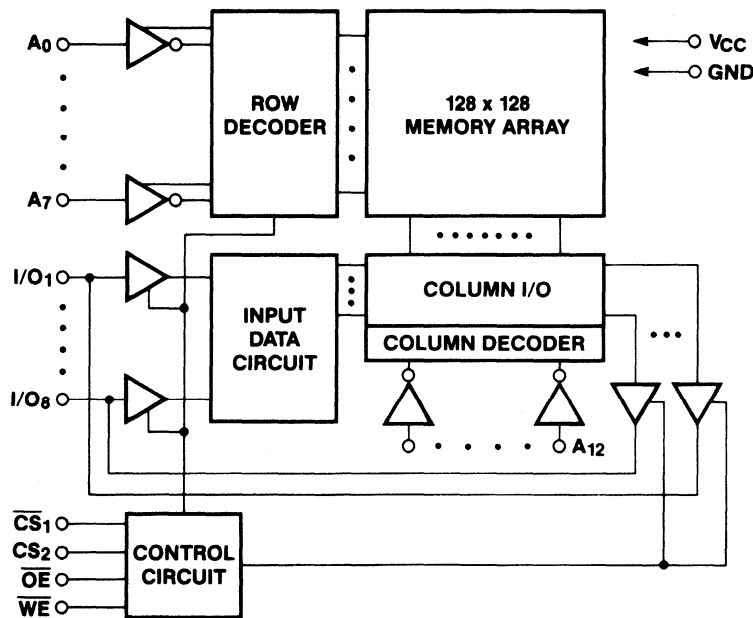 A0
VCC
GND
ROW
DECODER
128 x 128
MEMORY ARRAY
A7
I/O1
INPUT
DATA
CIRCUIT
COLUMN I/O
COLUMN DECODER
I/O8
A12
CS1
CS2
OE
WE
CONTROL
CIRCUIT